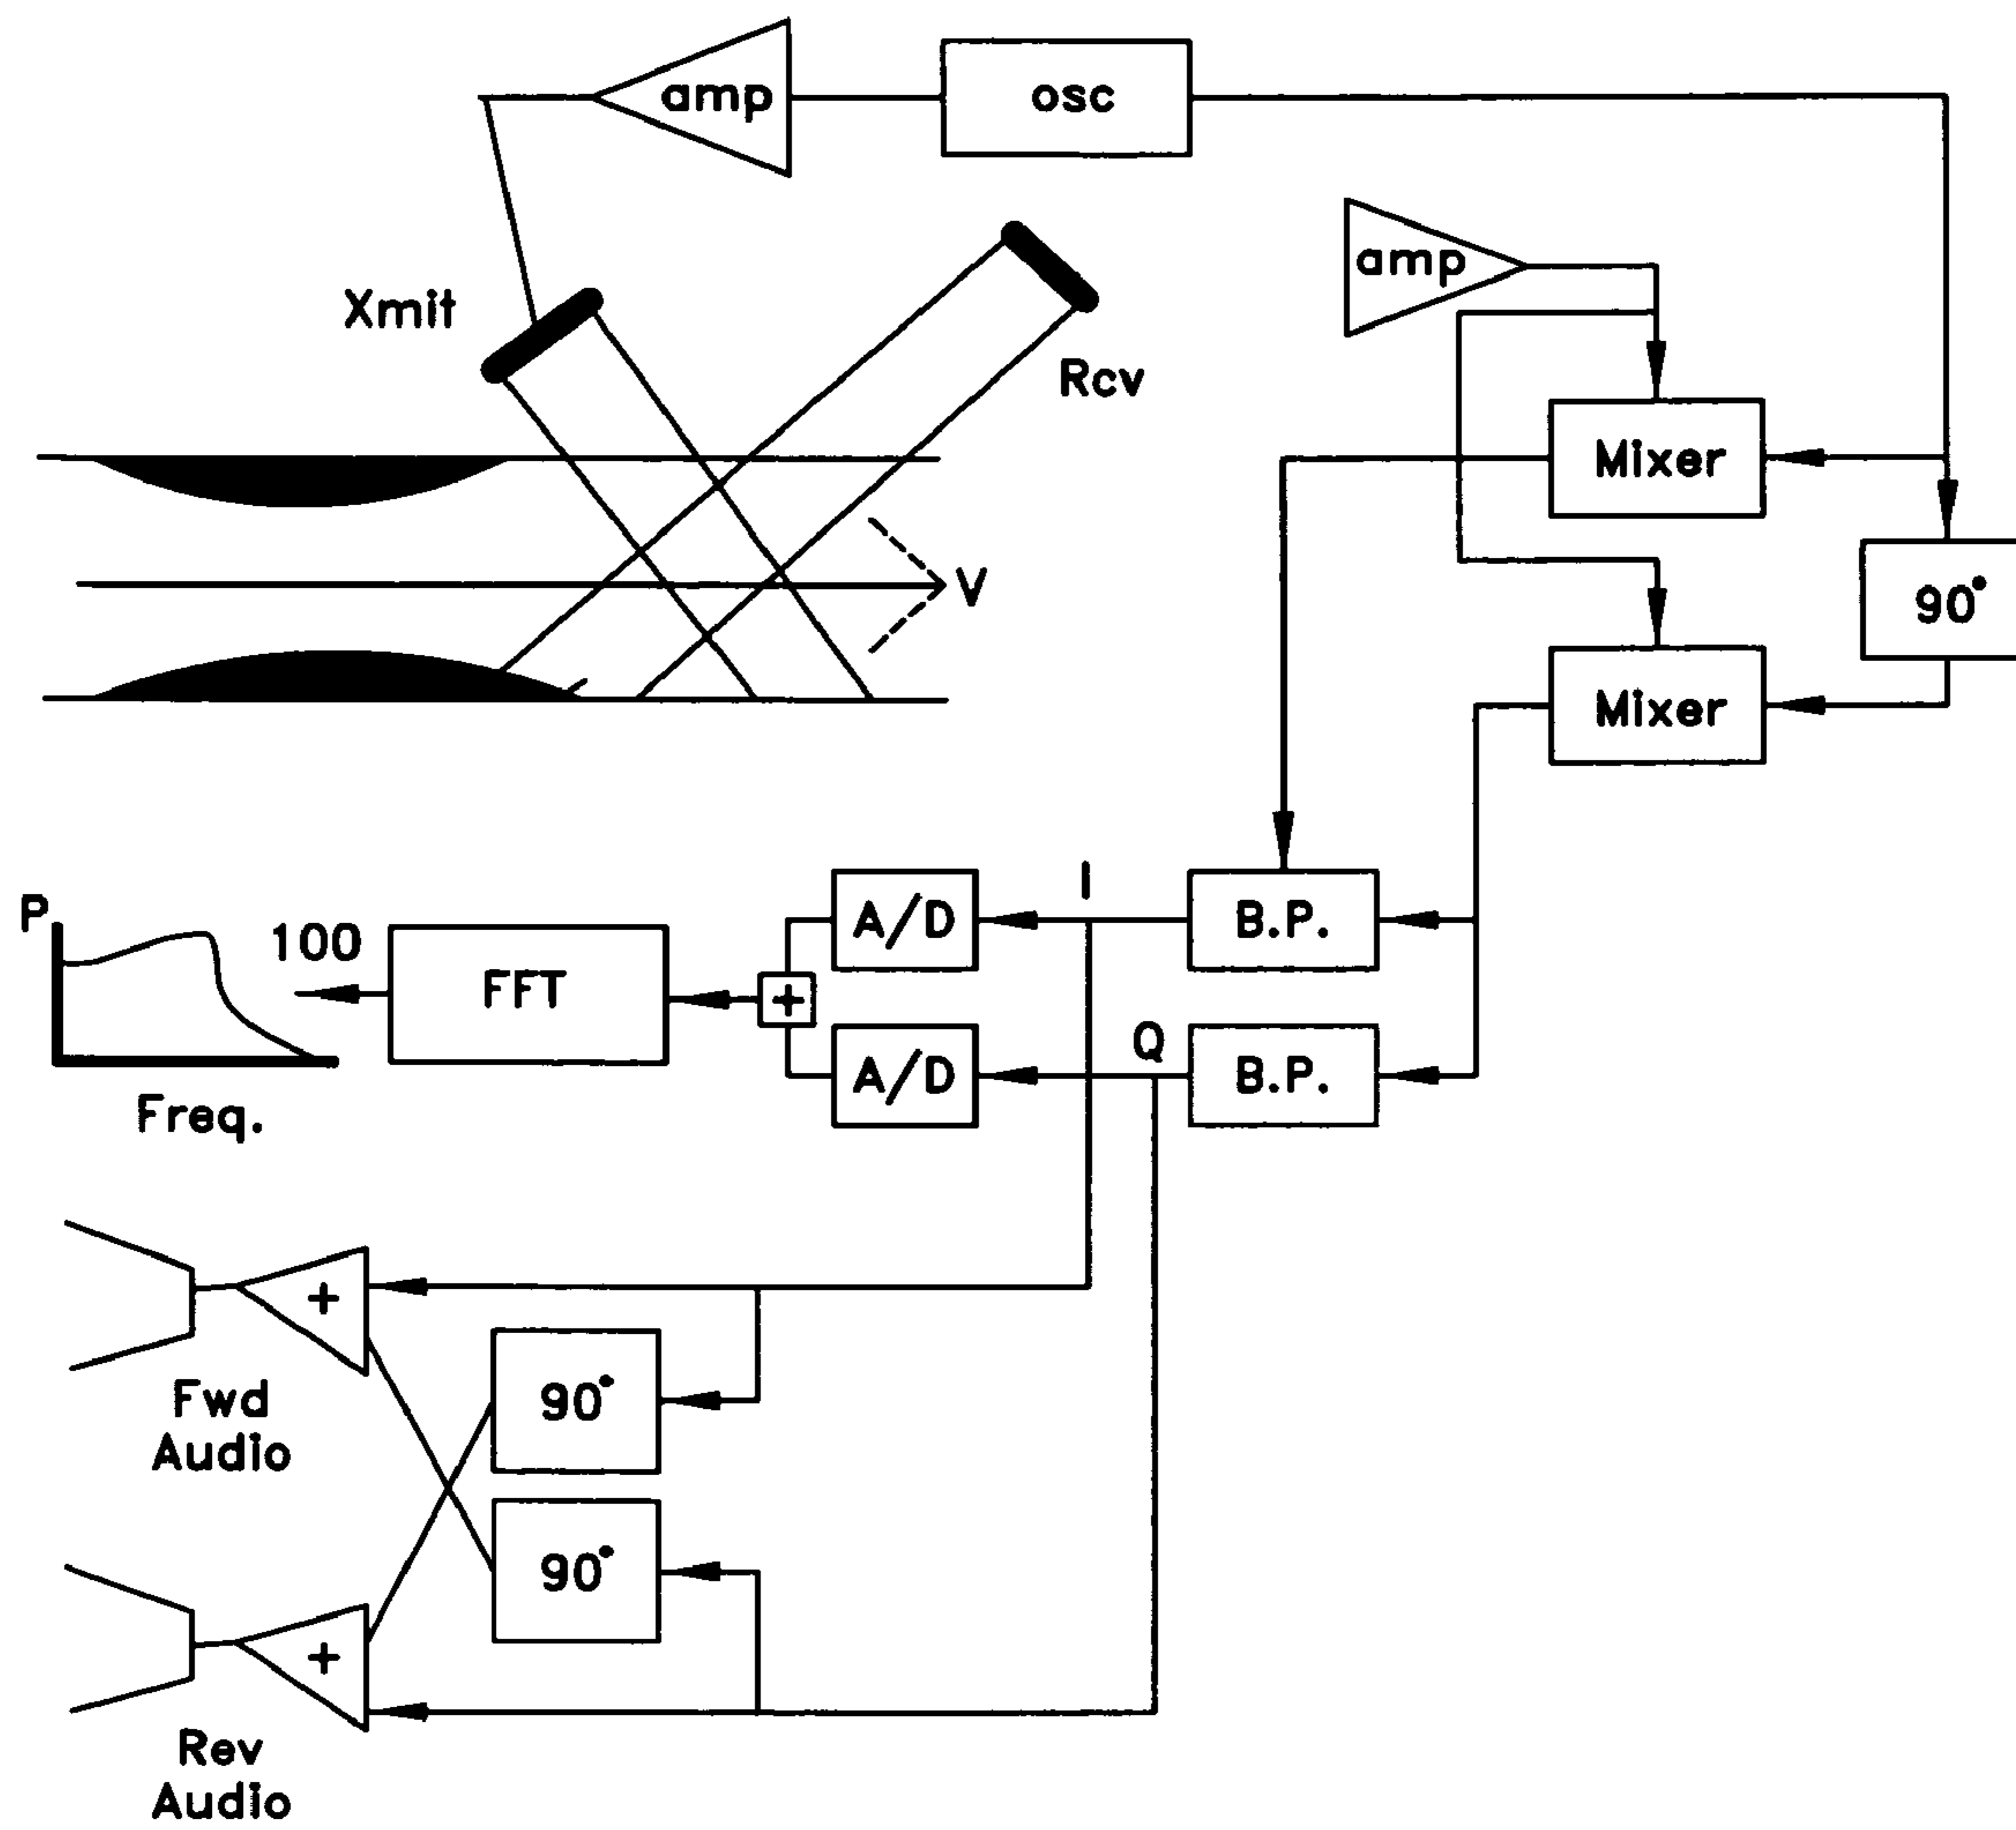 amp
osc
amp
Xmit
Rcv
Mixer
V
90°
Mixer
I
P
100
A/D
B.P.
FFT
+
Q
A/D
B.P.
Freq.
+
Fwd
Audio
90°
90°
+
Rev
Audio